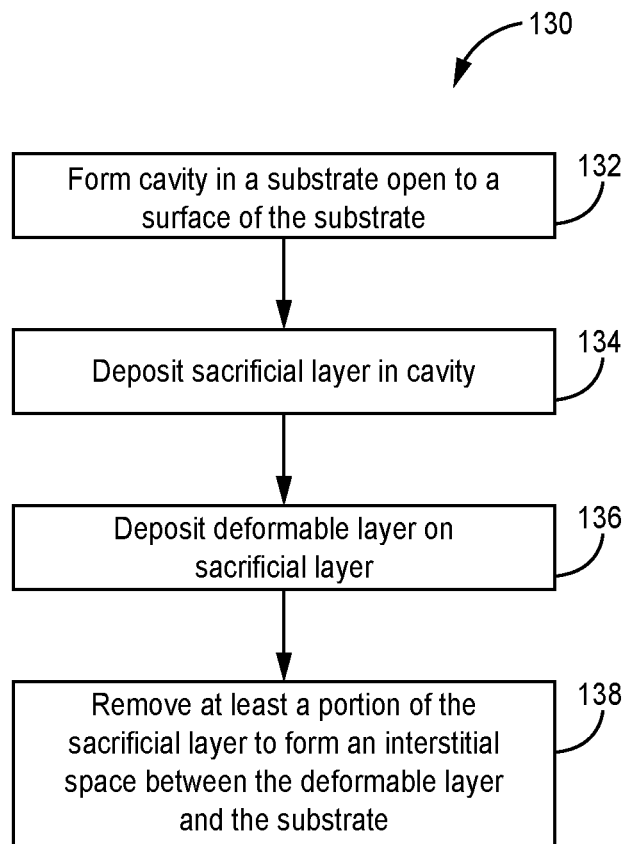 130
Form cavity in a substrate open to a
surface of the substrate
132
Deposit sacrificial layer in cavity
134
Deposit deformable layer on
sacrificial layer
136
Remove at least a portion of the
sacrificial layer to form an interstitial
space between the deformable layer
and the substrate
138